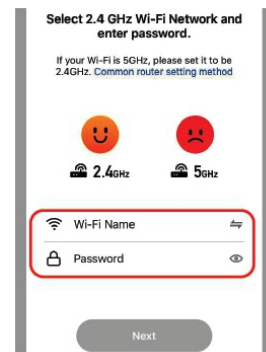 Select 2.4 GHz Wi-Fi Network and
enter password.
If your Wi-Fi is 5GHz, please set it to be
2.4GHz. Common router setting method
2.4GHz 5GHz
Wi-Fi Name
Password
Next